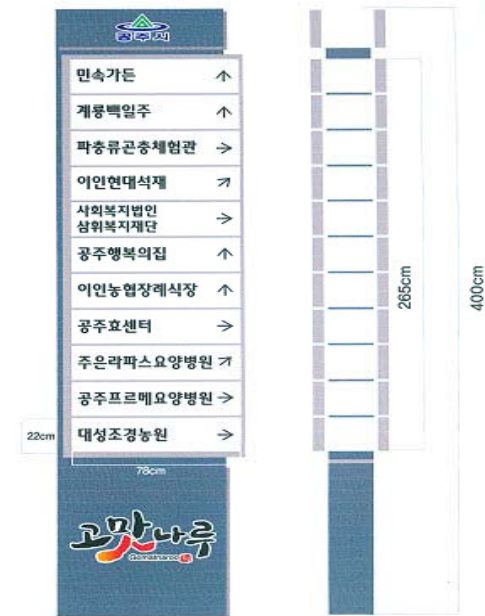 공주시
민속가든 ↑
계룡백일주 ↑
파충류곤충체험관 →
이인현대석재 ↗
사회복지법인
삼휘복지재단 →
공주행복의집 ↑
이인농협장례식장 ↑
공주효센터 →
주은라파스요양병원 ↗
공주프르메요양병원 →
대성조경농원 →
22cm
78cm
고맛나루
Gomanaroo
265cm
400cm